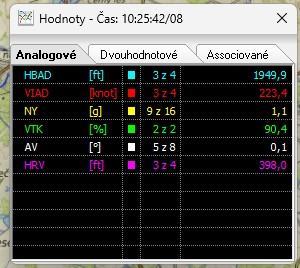 Hodnoty - Čas: 10:25:42/08
Analogové Dvouhodnotové Associované
HBAD [ft] 3 z 4 1949,9
VIAD [knot] 3 z 4 223,4
NY [g] 9 z 16 1,1
VTK [%] 2 z 2 90,4
AV [°] 5 z 8 0,1
HRV [ft] 3 z 4 398,0